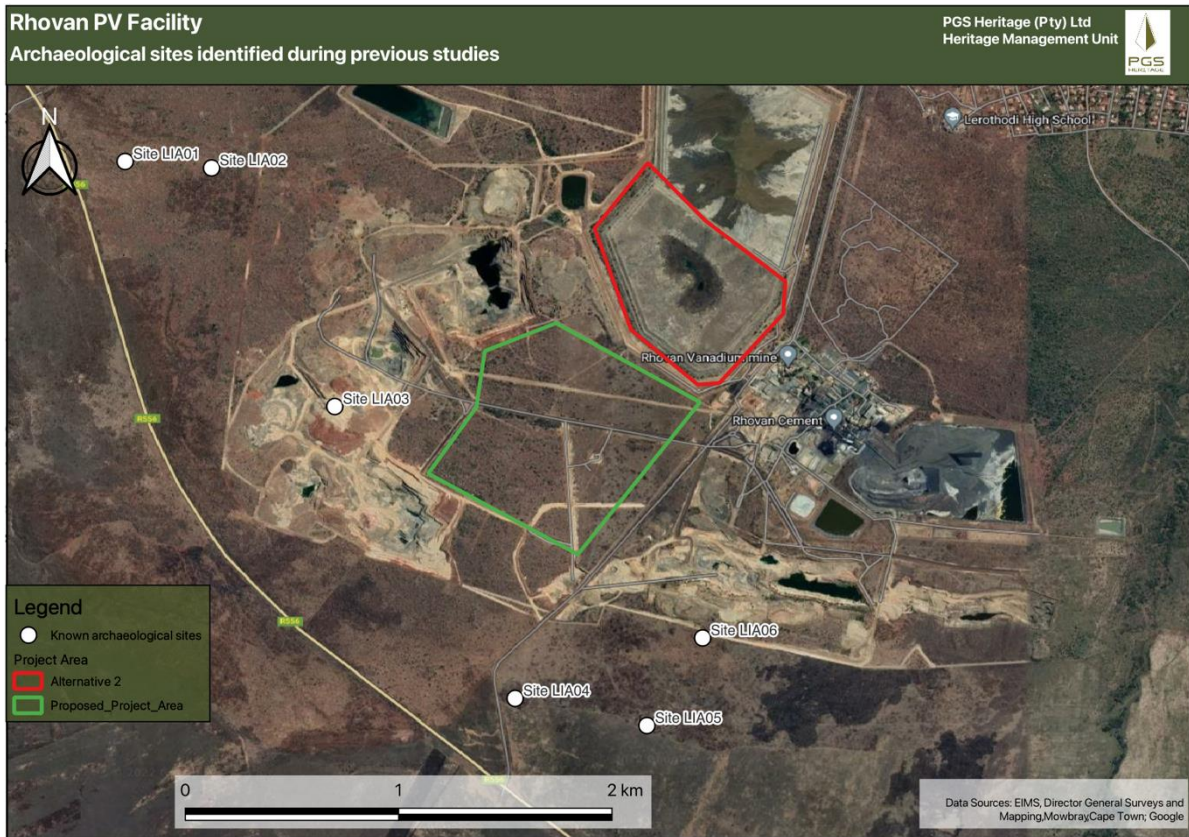 Rhovan PV Facility
Archaeological sites identified during previous studies
PGS Heritage (Pty) Ltd
Heritage Management Unit
PGS
HERITAGE
N
Site LIA01
Site LIA02
Lerothodi High School
Rhovan Vanadium mine
Site LIA03
R556
Rhovan Cement
R556
Site LIA06
Site LIA04
Site LIA05
Legend
Known archaeological sites
Project Area
Alternative 2
Proposed_Project_Area
0 1 2 km
Data Sources: EIMS, Director General Surveys and
Mapping,Mowbray,Cape Town; Google